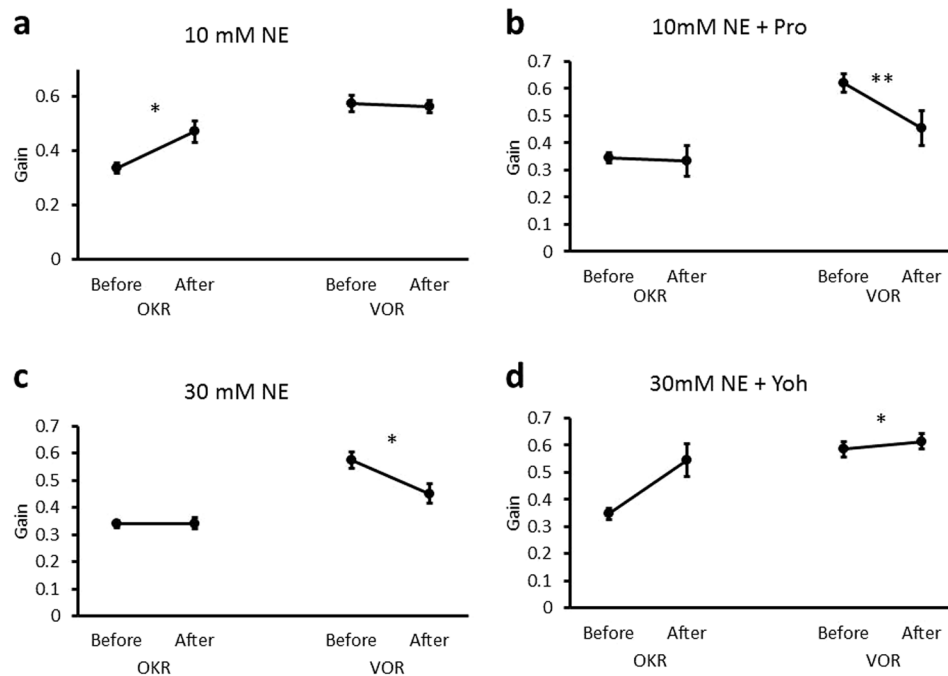 a
10 mM NE
*
Gain
0.6
0.4
0.2
0
Before After Before After
OKR VOR
b
10mM NE + Pro
**
Gain
0.7
0.6
0.5
0.4
0.3
0.2
0.1
0
Before After Before After
OKR VOR
c
30 mM NE
*
Gain
0.7
0.6
0.5
0.4
0.3
0.2
0.1
0
Before After Before After
OKR VOR
d
30mM NE + Yoh
*
Gain
0.7
0.6
0.5
0.4
0.3
0.2
0.1
0
Before After Before After
OKR VOR